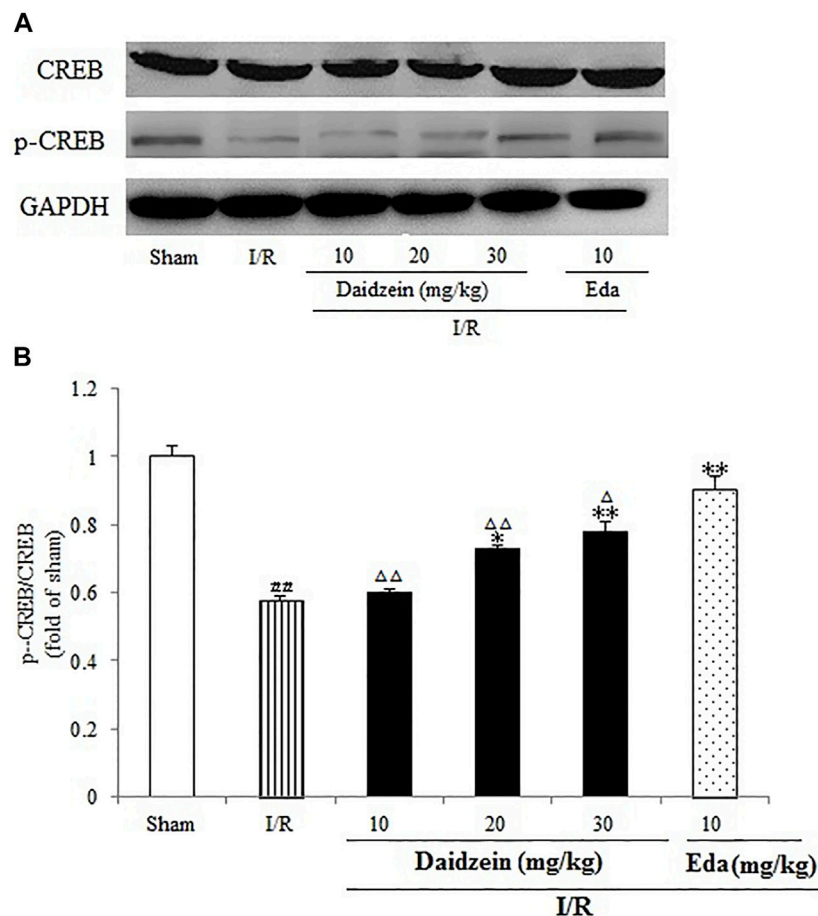 A
CREB
p-CREB
GAPDH
Sham I/R 10 20 30 10
Daidzein (mg/kg) Eda
I/R
B
p--CREB/CREB
(fold of sham)
1.2
1
0.8
0.6
0.4
0.2
0
##
△△
△△
*
△
**
**
Sham I/R 10 20 30 10
Daidzein (mg/kg) Eda(mg/kg)
I/R